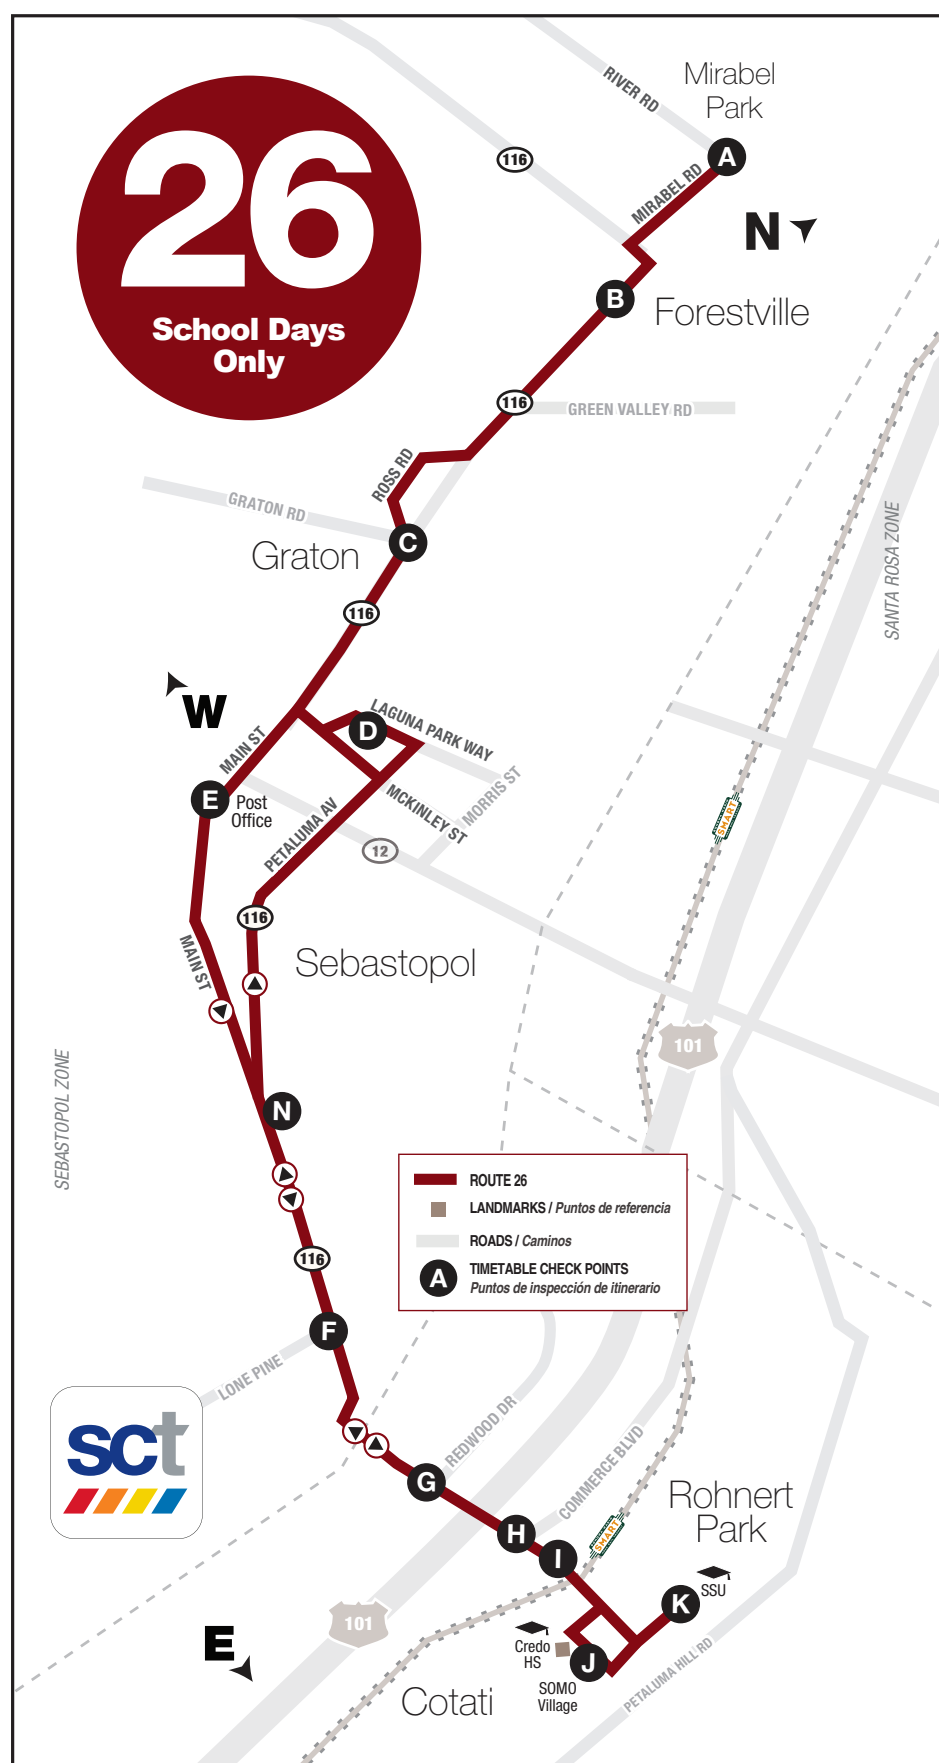 26
School Days
Only
Mirabel
Park
RIVER RD
A
116
MIRABEL RD
N
B
Forestville
116
GREEN VALLEY RD
ROSS RD
GRATON RD
C
Graton
SANTA ROSA ZONE
116
W
D
LAGUNA PARK WAY
MAIN ST
E
Post
Office
MCKINLEY ST
MORRIS ST
PETALUMA AV
12
SMART
116
MAIN ST
Sebastopol
101
SEBASTOPOL ZONE
N
ROUTE 26
LANDMARKS / Puntos de referencia
ROADS / Caminos
A
TIMETABLE CHECK POINTS
Puntos de inspección de itinerario
116
F
LONE PINE
sct
REDWOOD DR
G
COMMERCE BLVD
Rohnert
Park
H
SMART
I
SSU
K
101
E
Credo
HS
J
SOMO
Village
PETALUMA HILL RD
Cotati